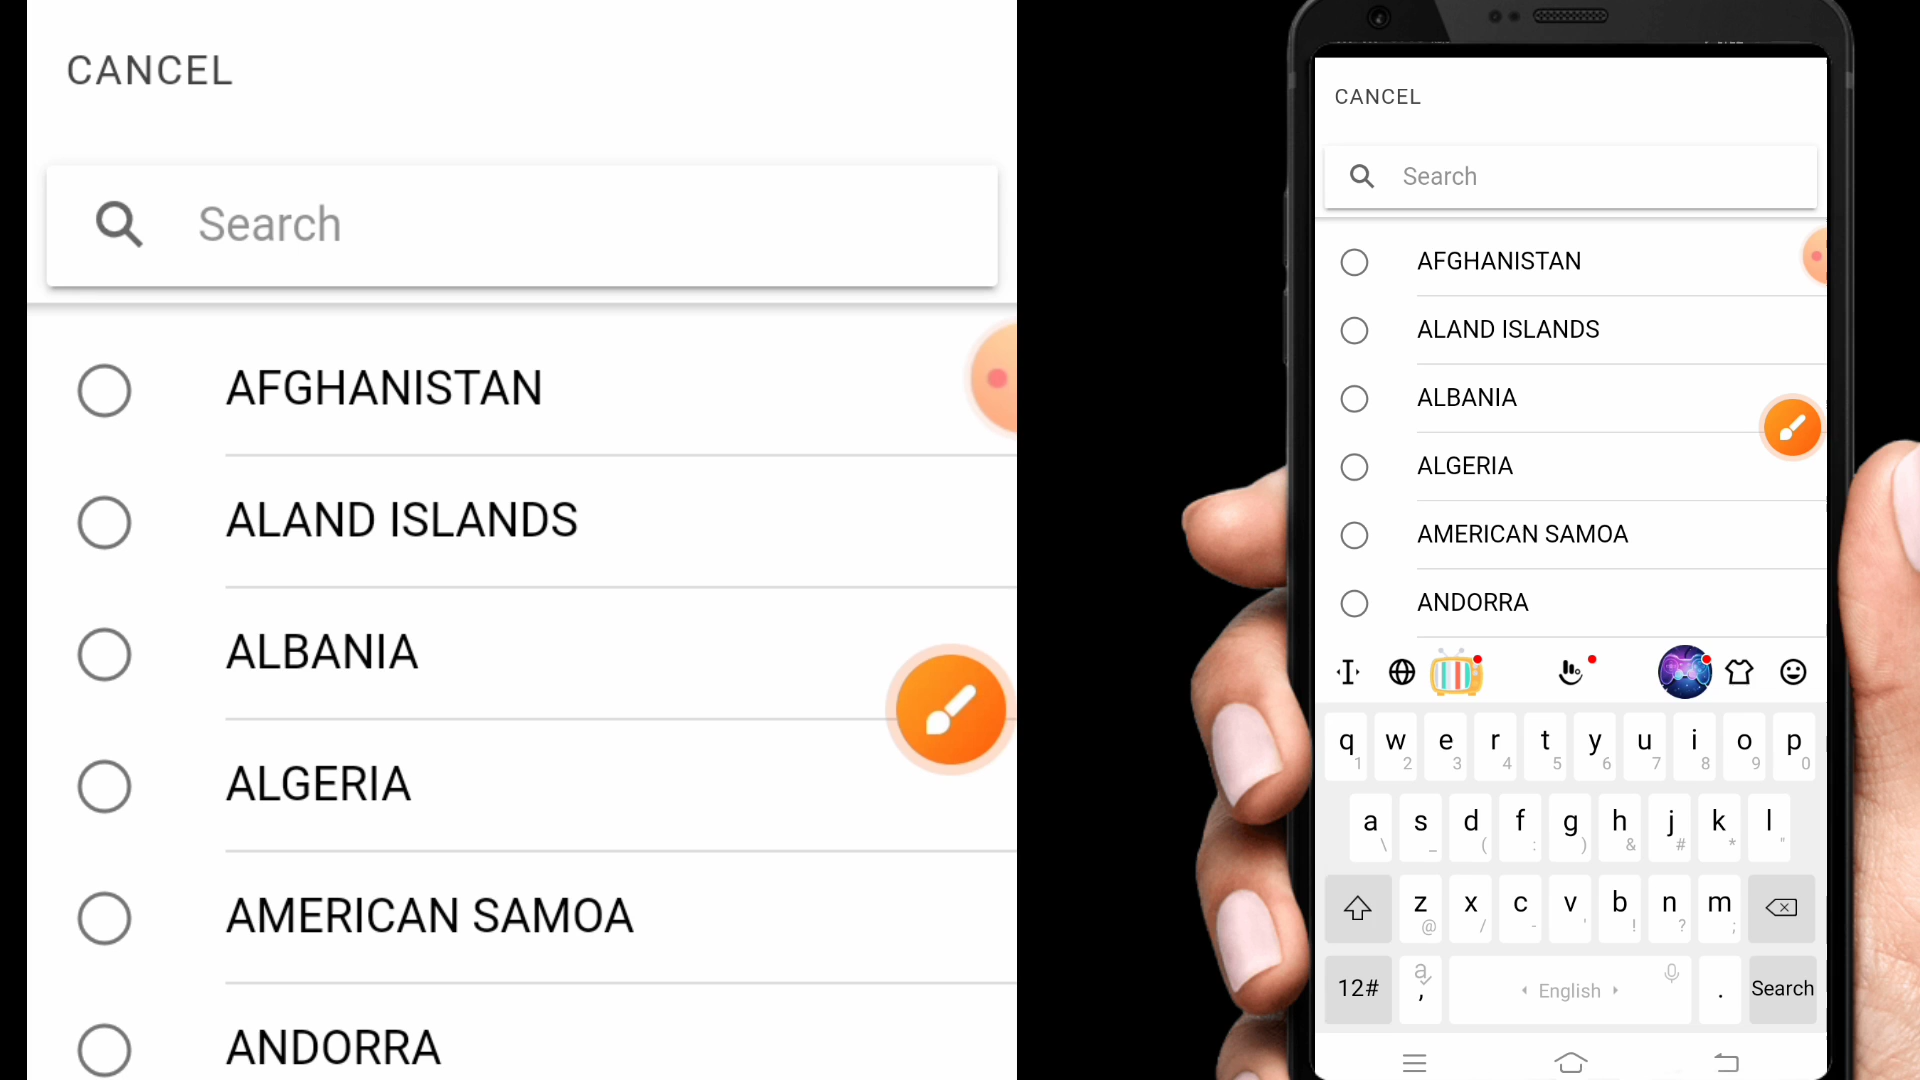 CANCEL
Search
AFGHANISTAN
ALAND ISLANDS
ALBANIA
ALGERIA
AMERICAN SAMOA
ANDORRA
CANCEL
Search
AFGHANISTAN
ALAND ISLANDS
ALBANIA
ALGERIA
AMERICAN SAMOA
ANDORRA
q w e r t y u i o p
1 2 3 4 5 6 7 8 9 0
a s d f g h j k l
\ _ ( : ) & # * "
z x c v b n m
@ / - ' ! ? ;
12# , English . Search